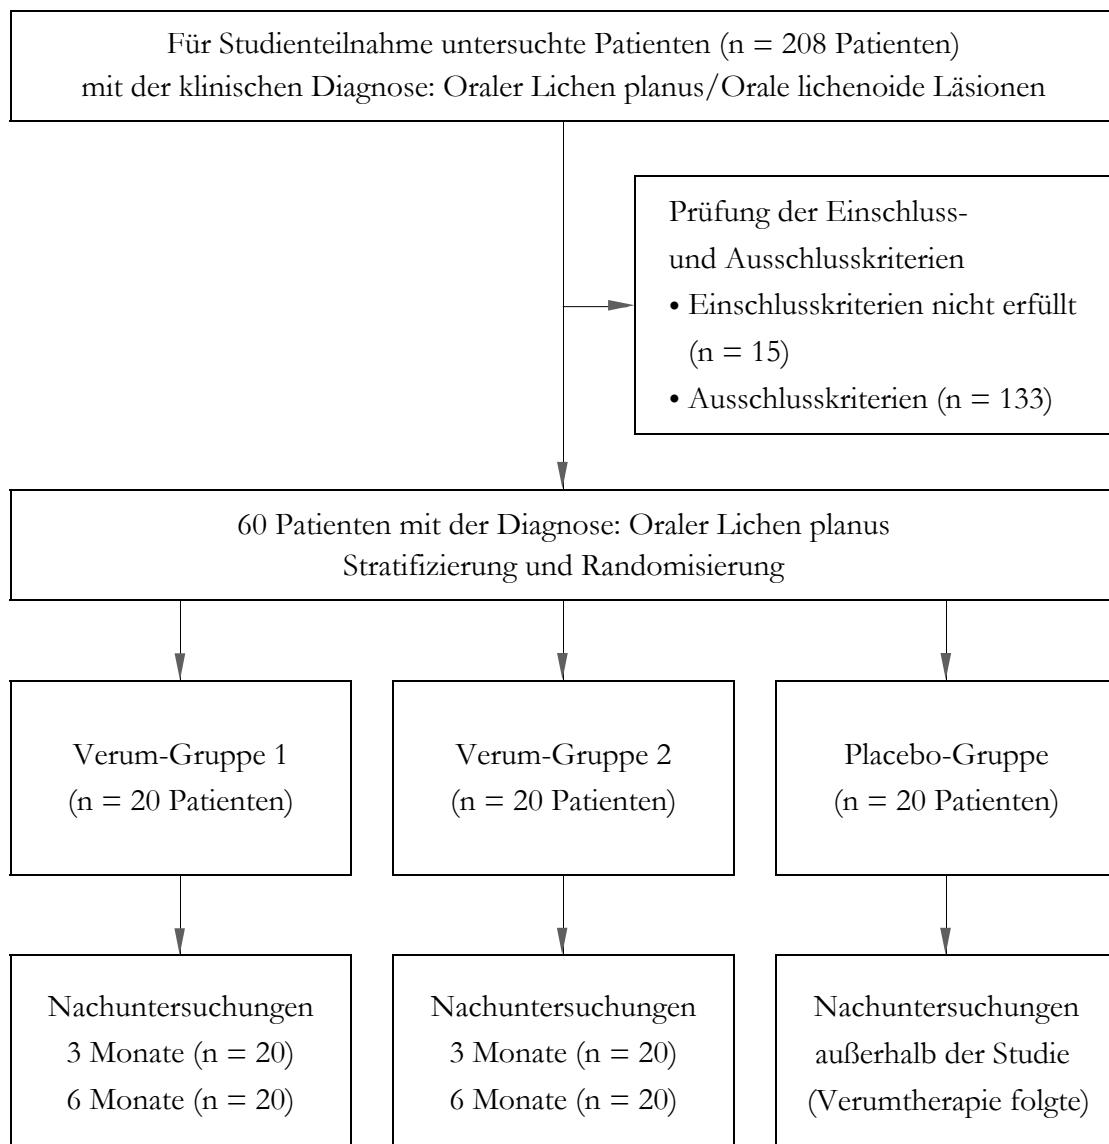 Für Studienteilnahme untersuchte Patienten (n = 208 Patienten)
mit der klinischen Diagnose: Oraler Lichen planus/Orale lichenoide Läsionen
Prüfung der Einschluss-
und Ausschlusskriterien
• Einschlusskriterien nicht erfüllt
(n = 15)
• Ausschlusskriterien (n = 133)
60 Patienten mit der Diagnose: Oraler Lichen planus
Stratifizierung und Randomisierung
Verum-Gruppe 1
(n = 20 Patienten)
Verum-Gruppe 2
(n = 20 Patienten)
Placebo-Gruppe
(n = 20 Patienten)
Nachuntersuchungen
3 Monate (n = 20)
6 Monate (n = 20)
Nachuntersuchungen
3 Monate (n = 20)
6 Monate (n = 20)
Nachuntersuchungen
außerhalb der Studie
(Verumtherapie folgte)